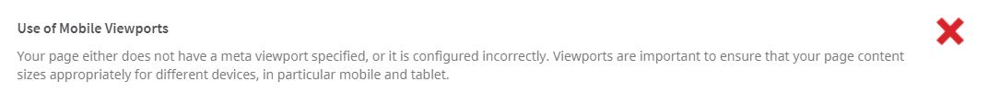 Use of Mobile Viewports
Your page either does not have a meta viewport specified, or it is configured incorrectly. Viewports are important to ensure that your page content
sizes appropriately for different devices, in particular mobile and tablet.